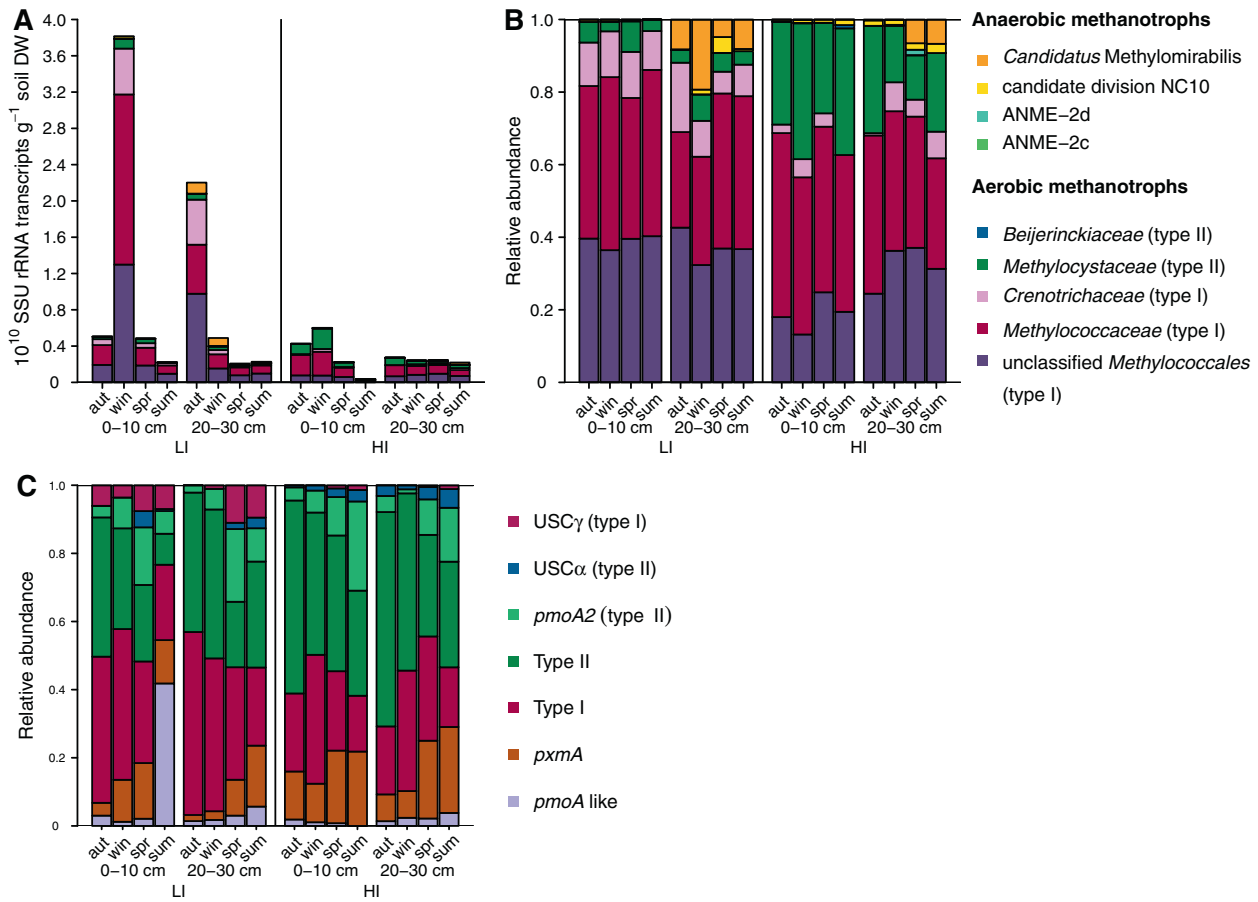 A
10¹⁰ SSU rRNA transcripts g⁻¹ soil DW
4.0
3.6
3.2
2.8
2.4
2.0
1.6
1.2
0.8
0.4
0
aut win spr sum aut win spr sum aut win spr sum aut win spr sum
0−10 cm 20−30 cm 0−10 cm 20−30 cm
LI HI
B
Relative abundance
1.0
0.8
0.6
0.4
0.2
0
aut win spr sum aut win spr sum aut win spr sum aut win spr sum
0−10 cm 20−30 cm 0−10 cm 20−30 cm
LI HI
Anaerobic methanotrophs
Candidatus Methylomirabilis
candidate division NC10
ANME−2d
ANME−2c
Aerobic methanotrophs
Beijerinckiaceae (type II)
Methylocystaceae (type II)
Crenotrichaceae (type I)
Methylococcaceae (type I)
unclassified Methylococcales
(type I)
C
Relative abundance
1.0
0.8
0.6
0.4
0.2
0
aut win spr sum aut win spr sum aut win spr sum aut win spr sum
0−10 cm 20−30 cm 0−10 cm 20−30 cm
LI HI
USCγ (type I)
USCα (type II)
pmoA2 (type II)
Type II
Type I
pxmA
pmoA like